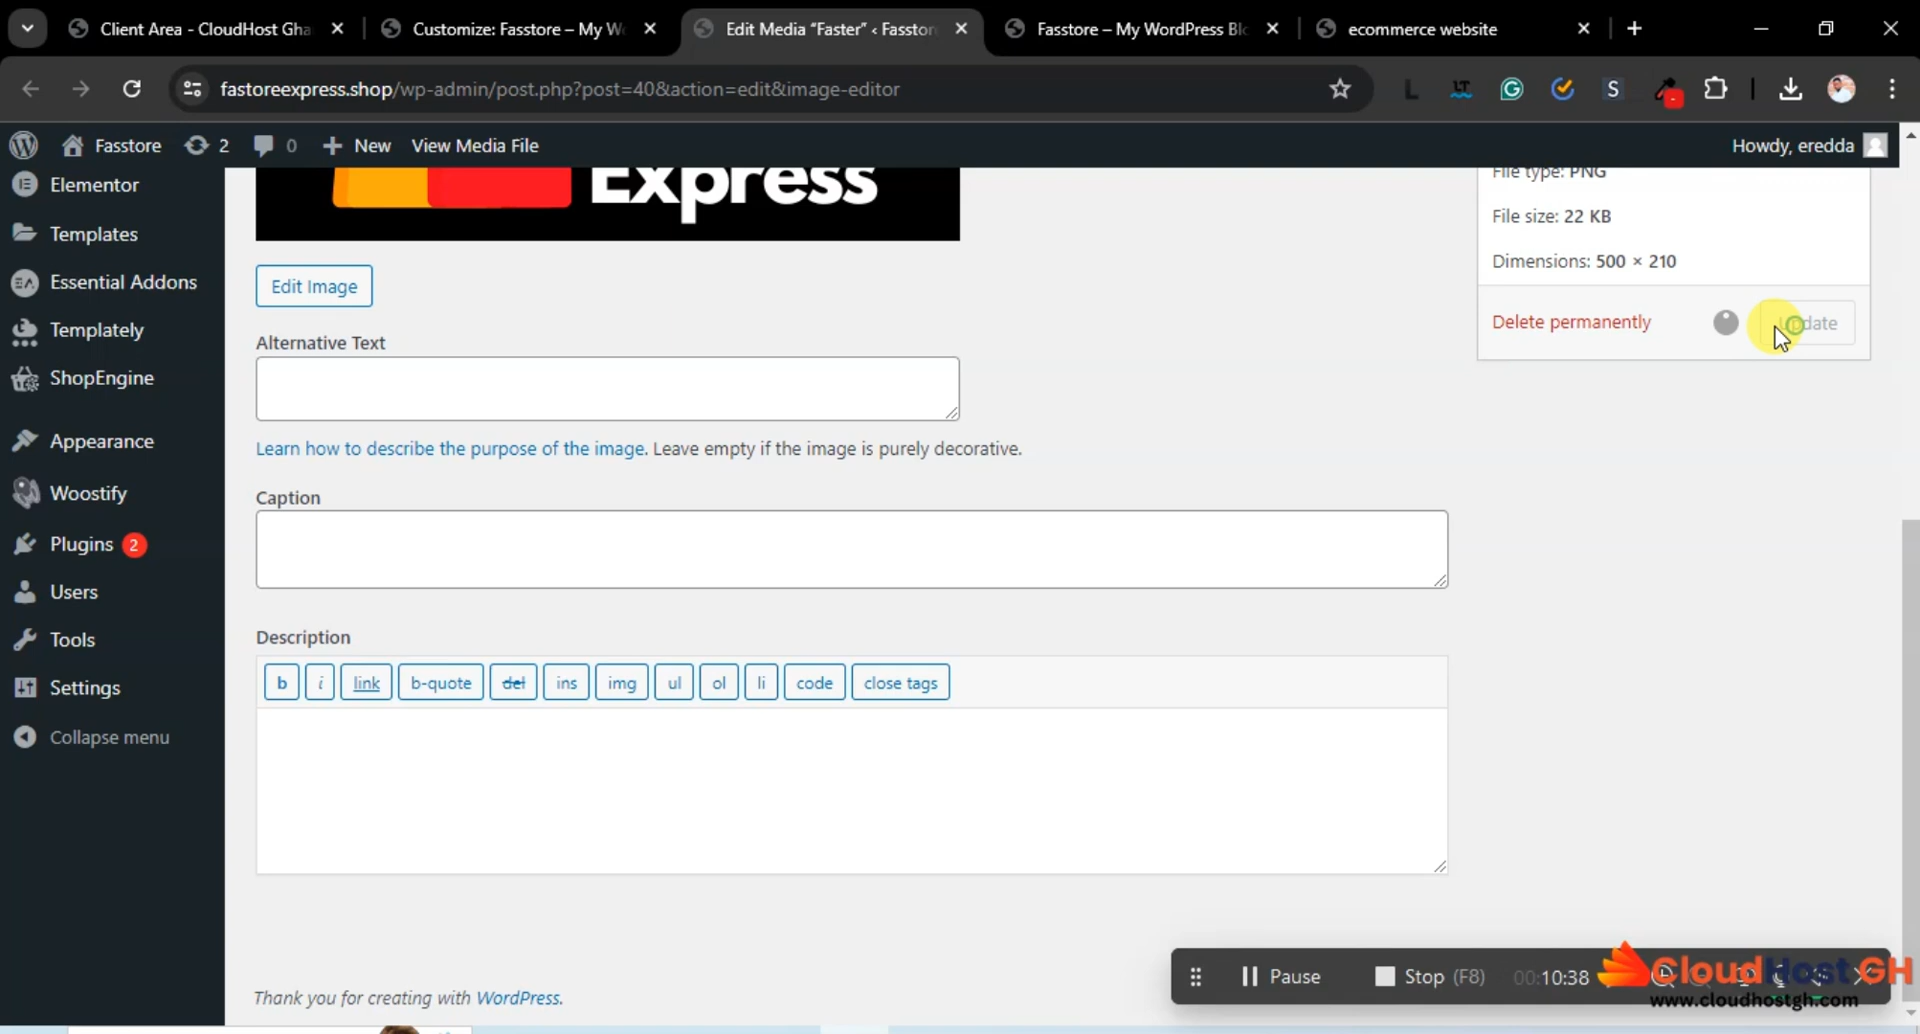 Client Area - CloudHost Gha
Customize: Fasstore – My W
Edit Media “Faster” ‹ Fasstor
Fasstore – My WordPress Bl
ecommerce website
fastoreexpress.shop/wp-admin/post.php?post=40&action=edit&image-editor
Fasstore 2 0 New View Media File Howdy, eredda
Elementor
Templates
Essential Addons
Templately
ShopEngine
Appearance
Woostify
Plugins 2
Users
Tools
Settings
Collapse menu
Express
Edit Image
Alternative Text
Learn how to describe the purpose of the image. Leave empty if the image is purely decorative.
Caption
Description
b i link b-quote del ins img ul ol li code close tags
Thank you for creating with WordPress.
File type: PNG
File size: 22 KB
Dimensions: 500 × 210
Delete permanently Update
Pause Stop (F8) 00:10:38
CloudHost GH
www.cloudhostgh.com